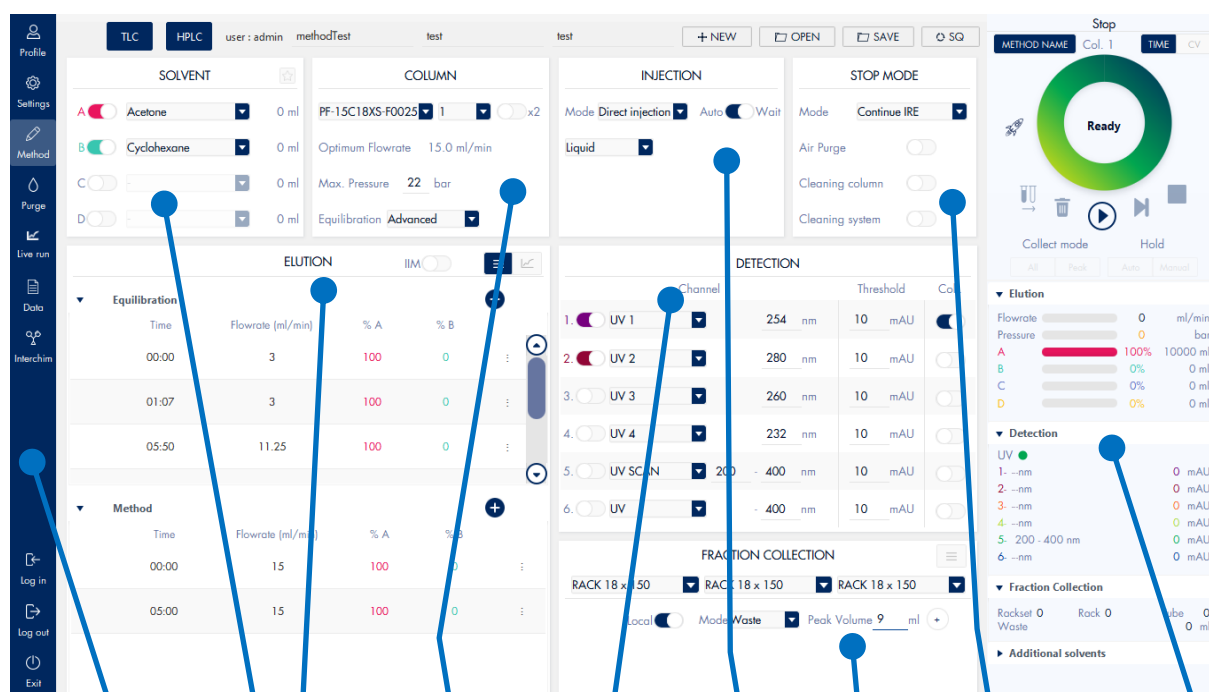 Profile
Settings
Method
Purge
Live run
Data
Interchim
Log in
Log out
Exit
TLC HPLC user : admin methodTest test test + NEW OPEN SAVE SQ
SOLVENT
A Acetone 0 ml
B Cyclohexane 0 ml
C - 0 ml
D - 0 ml
COLUMN
PF-15C18XS-F0025 1 x2
Optimum Flowrate 15.0 ml/min
Max. Pressure 22 bar
Equilibration Advanced
INJECTION
Mode Direct injection Auto Wait
Liquid
STOP MODE
Mode Continue IRE
Air Purge
Cleaning column
Cleaning system
ELUTION IIM
Equilibration
Time Flowrate (ml/min) % A % B
00:00 3 100 0
01:07 3 100 0
05:50 11.25 100 0
Method
Time Flowrate (ml/min) % A % B
00:00 15 100 0
05:00 15 100 0
DETECTION
Channel Threshold Col.
1. UV 1 254 nm 10 mAU
2. UV 2 280 nm 10 mAU
3. UV 3 260 nm 10 mAU
4. UV 4 232 nm 10 mAU
5. UV SCAN 200 - 400 nm 10 mAU
6. UV - 400 nm 10 mAU
FRACTION COLLECTION
RACK 18 x 150 RACK 18 x 150 RACK 18 x 150
Local Mode Waste Peak Volume 9 ml +
Stop
METHOD NAME Col. 1 TIME CV
Ready
Collect mode Hold
All Peak Auto Manual
Elution
Flowrate 0 ml/min
Pressure 0 bar
A 100% 10000 ml
B 0% 0 ml
C 0% 0 ml
D 0% 0 ml
Detection
UV
1- --nm 0 mAU
2- --nm 0 mAU
3- --nm 0 mAU
4- --nm 0 mAU
5- 200 - 400 nm 0 mAU
6- --nm 0 mAU
Fraction Collection
Rackset 0 Rack 0 Tube 0
Waste 0 ml
Additional solvents